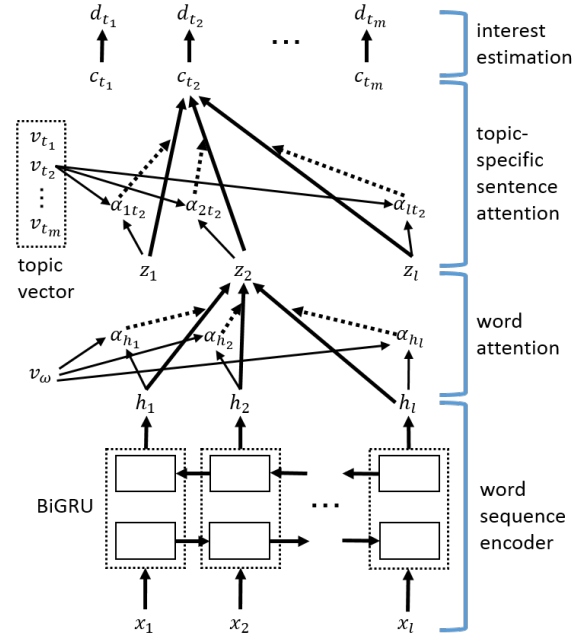 d_{t_1} d_{t_2} ⋯ d_{t_m}
interest
estimation
c_{t_1} c_{t_2} c_{t_m}
v_{t_1}
v_{t_2}
⋮
v_{t_m}
topic
vector
α_{1t_2} α_{2t_2} α_{lt_2}
topic-
specific
sentence
attention
z_1 z_2 z_l
α_{h_1} α_{h_2} α_{h_l}
word
attention
v_ω
h_1 h_2 h_l
BiGRU
⋯
word
sequence
encoder
x_1 x_2 x_l